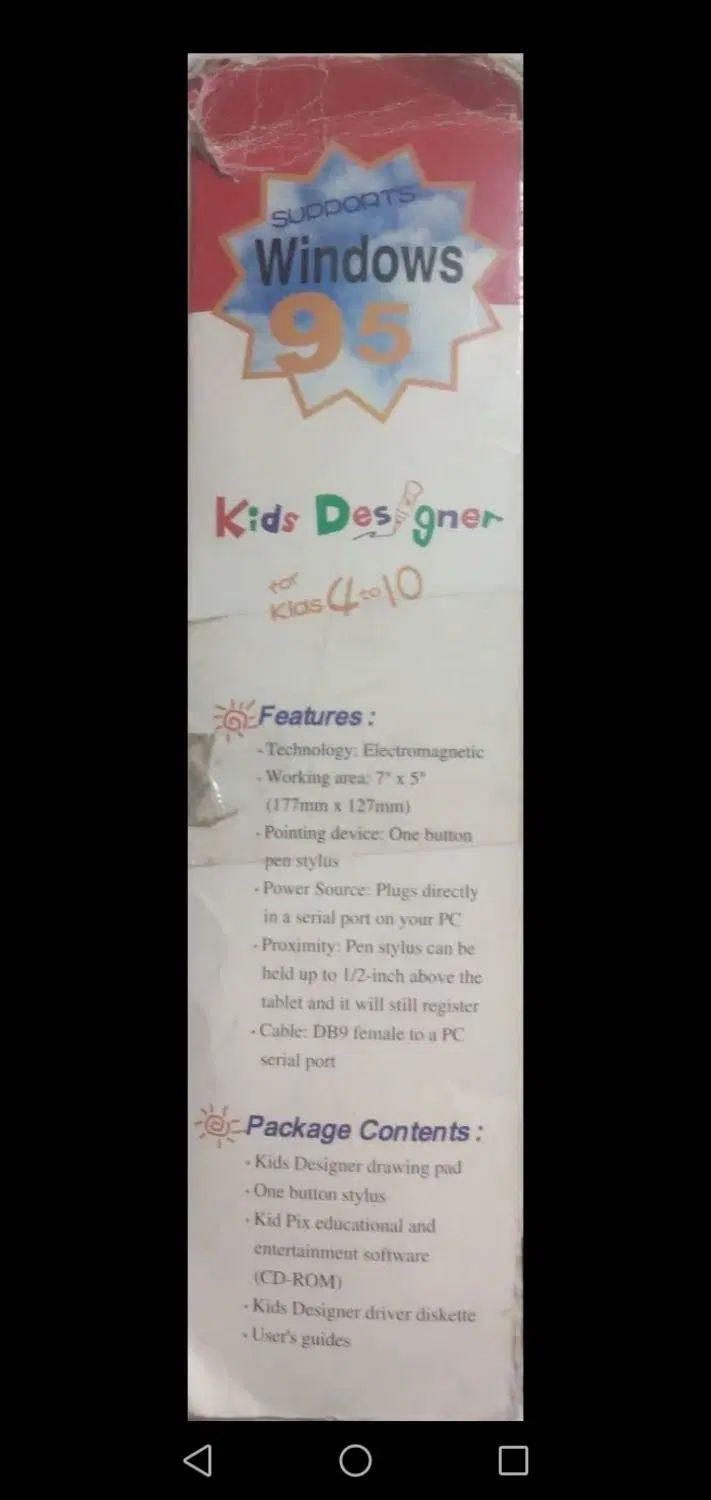 SUPPORTS
Windows
95
Kids Designer
for
Kids 4 to 10
Features :
- Technology: Electromagnetic
- Working area: 7" x 5"
(177mm x 127mm)
- Pointing device: One button
pen stylus
- Power Source: Plugs directly
in a serial port on your PC
- Proximity: Pen stylus can be
held up to 1/2-inch above the
tablet and it will still register
- Cable: DB9 female to a PC
serial port
Package Contents :
- Kids Designer drawing pad
- One button stylus
- Kid Pix educational and
entertainment software
(CD-ROM)
- Kids Designer driver diskette
- User's guides